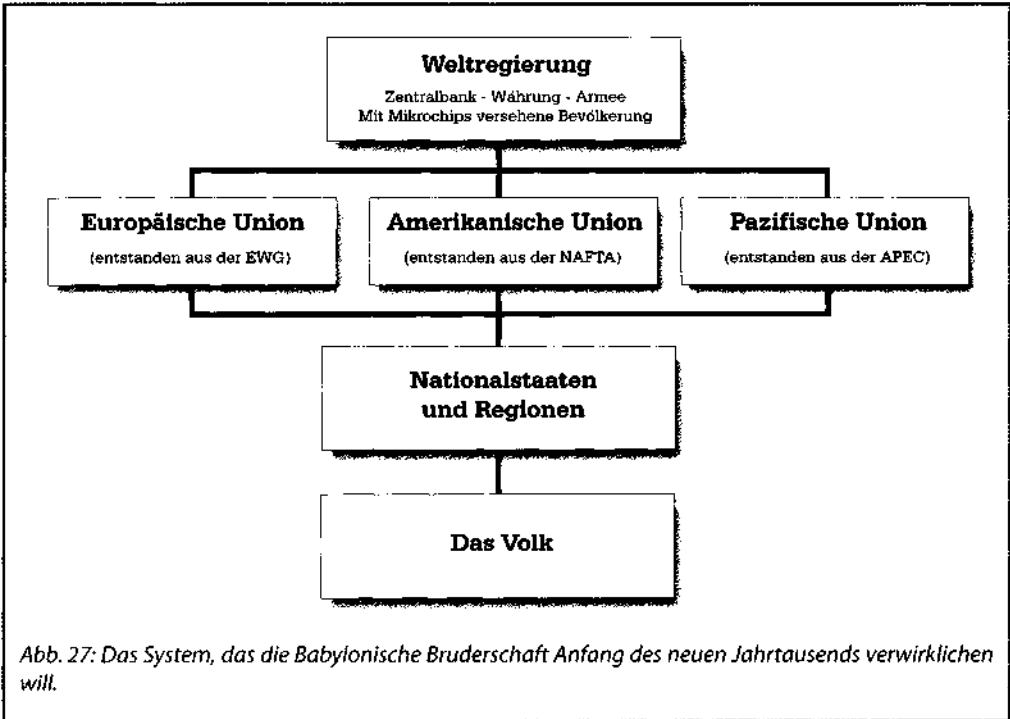 Weltregierung
Zentralbank - Währung - Armee
Mit Mikrochips versehene Bevölkerung
Europäische Union
(entstanden aus der EWG)
Amerikanische Union
(entstanden aus der NAFTA)
Pazifische Union
(entstanden aus der APEC)
Nationalstaaten
und Regionen
Das Volk
Abb. 27: Das System, das die Babylonische Bruderschaft Anfang des neuen Jahrtausends verwirklichen
will.